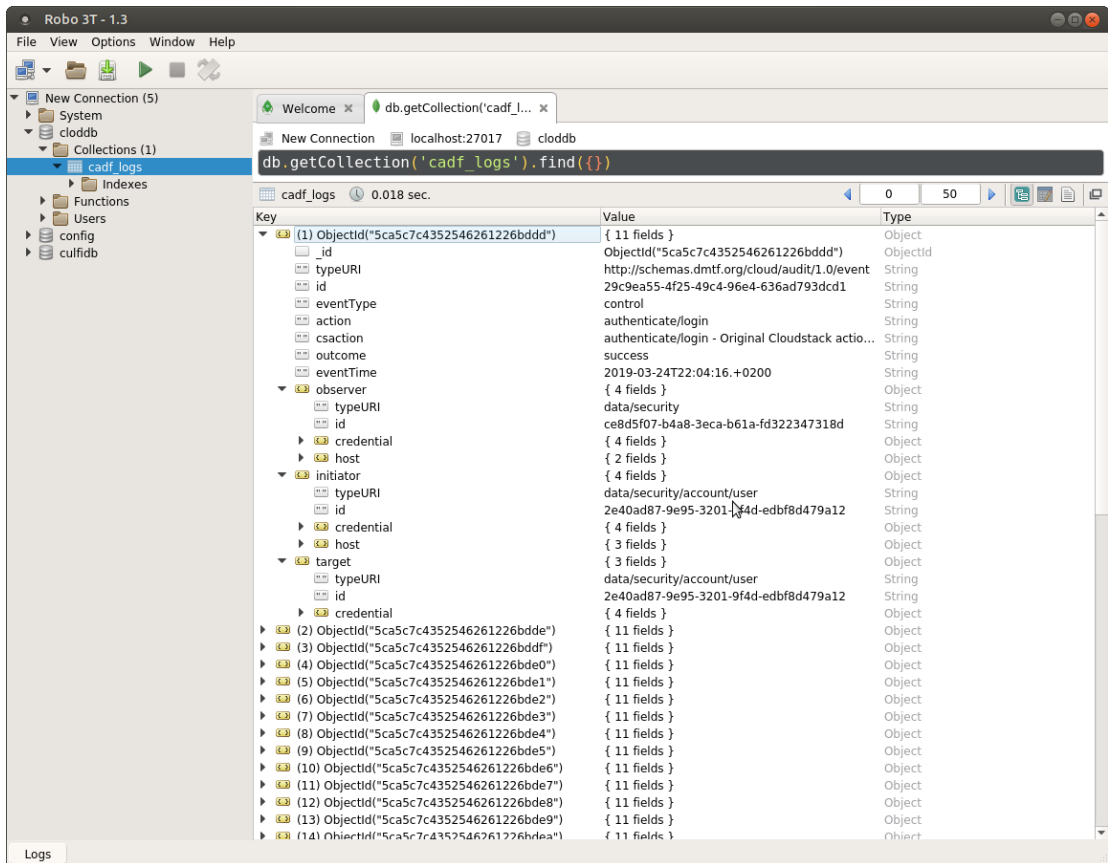 Robo 3T - 1.3
File View Options Window Help
New Connection (5)
System
cloddb
Collections (1)
cadf_logs
Indexes
Functions
Users
config
culfidb
Welcome
db.getCollection('cadf_l...
New Connection localhost:27017 cloddb
db.getCollection('cadf_logs').find({})
cadf_logs 0.018 sec. 0 50
Key Value Type
(1) ObjectId("5ca5c7c4352546261226bddd") { 11 fields } Object
_id ObjectId("5ca5c7c4352546261226bddd") ObjectId
typeURI http://schemas.dmtf.org/cloud/audit/1.0/event String
id 29c9ea55-4f25-49c4-96e4-636ad793dcd1 String
eventType control String
action authenticate/login String
csaction authenticate/login - Original Cloudstack actio... String
outcome success String
eventTime 2019-03-24T22:04:16.+0200 String
observer { 4 fields } Object
typeURI data/security String
id ce8d5f07-b4a8-3eca-b61a-fd322347318d String
credential { 4 fields } Object
host { 2 fields } Object
initiator { 4 fields } Object
typeURI data/security/account/user String
id 2e40ad87-9e95-3201-9f4d-edbf8d479a12 String
credential { 4 fields } Object
host { 3 fields } Object
target { 3 fields } Object
typeURI data/security/account/user String
id 2e40ad87-9e95-3201-9f4d-edbf8d479a12 String
credential { 4 fields } Object
(2) ObjectId("5ca5c7c4352546261226bdde") { 11 fields } Object
(3) ObjectId("5ca5c7c4352546261226bddf") { 11 fields } Object
(4) ObjectId("5ca5c7c4352546261226bde0") { 11 fields } Object
(5) ObjectId("5ca5c7c4352546261226bde1") { 11 fields } Object
(6) ObjectId("5ca5c7c4352546261226bde2") { 11 fields } Object
(7) ObjectId("5ca5c7c4352546261226bde3") { 11 fields } Object
(8) ObjectId("5ca5c7c4352546261226bde4") { 11 fields } Object
(9) ObjectId("5ca5c7c4352546261226bde5") { 11 fields } Object
(10) ObjectId("5ca5c7c4352546261226bde6") { 11 fields } Object
(11) ObjectId("5ca5c7c4352546261226bde7") { 11 fields } Object
(12) ObjectId("5ca5c7c4352546261226bde8") { 11 fields } Object
(13) ObjectId("5ca5c7c4352546261226bde9") { 11 fields } Object
(14) ObjectId("5ca5c7c4352546261226bdea") { 11 fields } Object
Logs